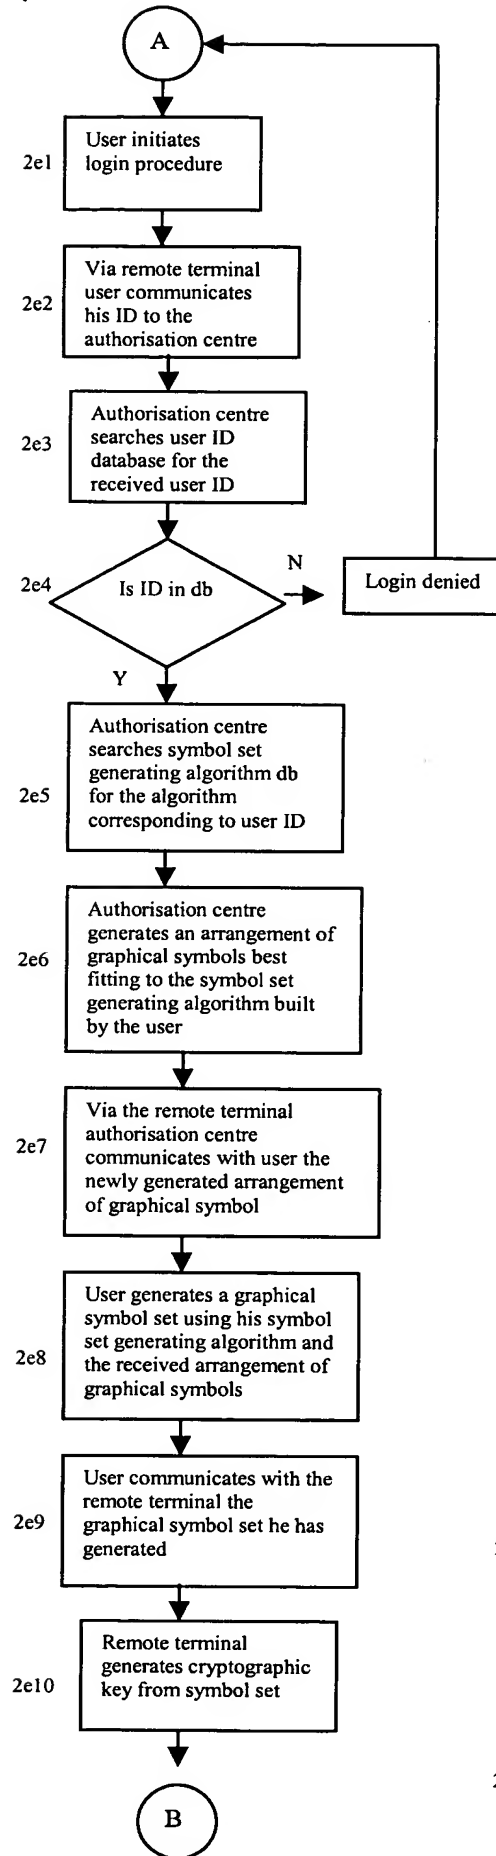 A
2e1
User initiates
login procedure
2e2
Via remote terminal
user communicates
his ID to the
authorisation centre
2e3
Authorisation centre
searches user ID
database for the
received user ID
2e4
Is ID in db
N
Login denied
Y
2e5
Authorisation centre
searches symbol set
generating algorithm db
for the algorithm
corresponding to user ID
2e6
Authorisation centre
generates an arrangement of
graphical symbols best
fitting to the symbol set
generating algorithm built
by the user
2e7
Via the remote terminal
authorisation centre
communicates with user the
newly generated arrangement
of graphical symbol
2e8
User generates a graphical
symbol set using his symbol
set generating algorithm and
the received arrangement of
graphical symbols
2e9
User communicates with the
remote terminal the
graphical symbol set he has
generated
2e10
Remote terminal
generates cryptographic
key from symbol set
B